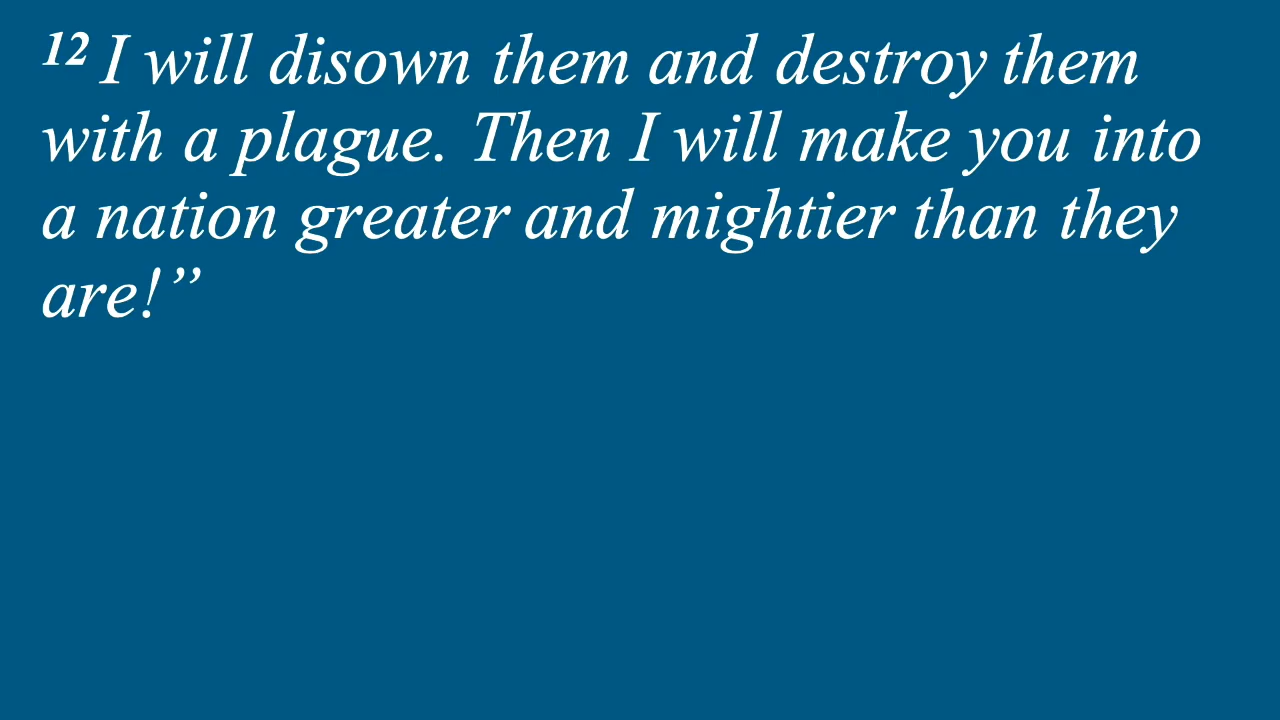 12 I will disown them and destroy them
with a plague. Then I will make you into
a nation greater and mightier than they
are!”